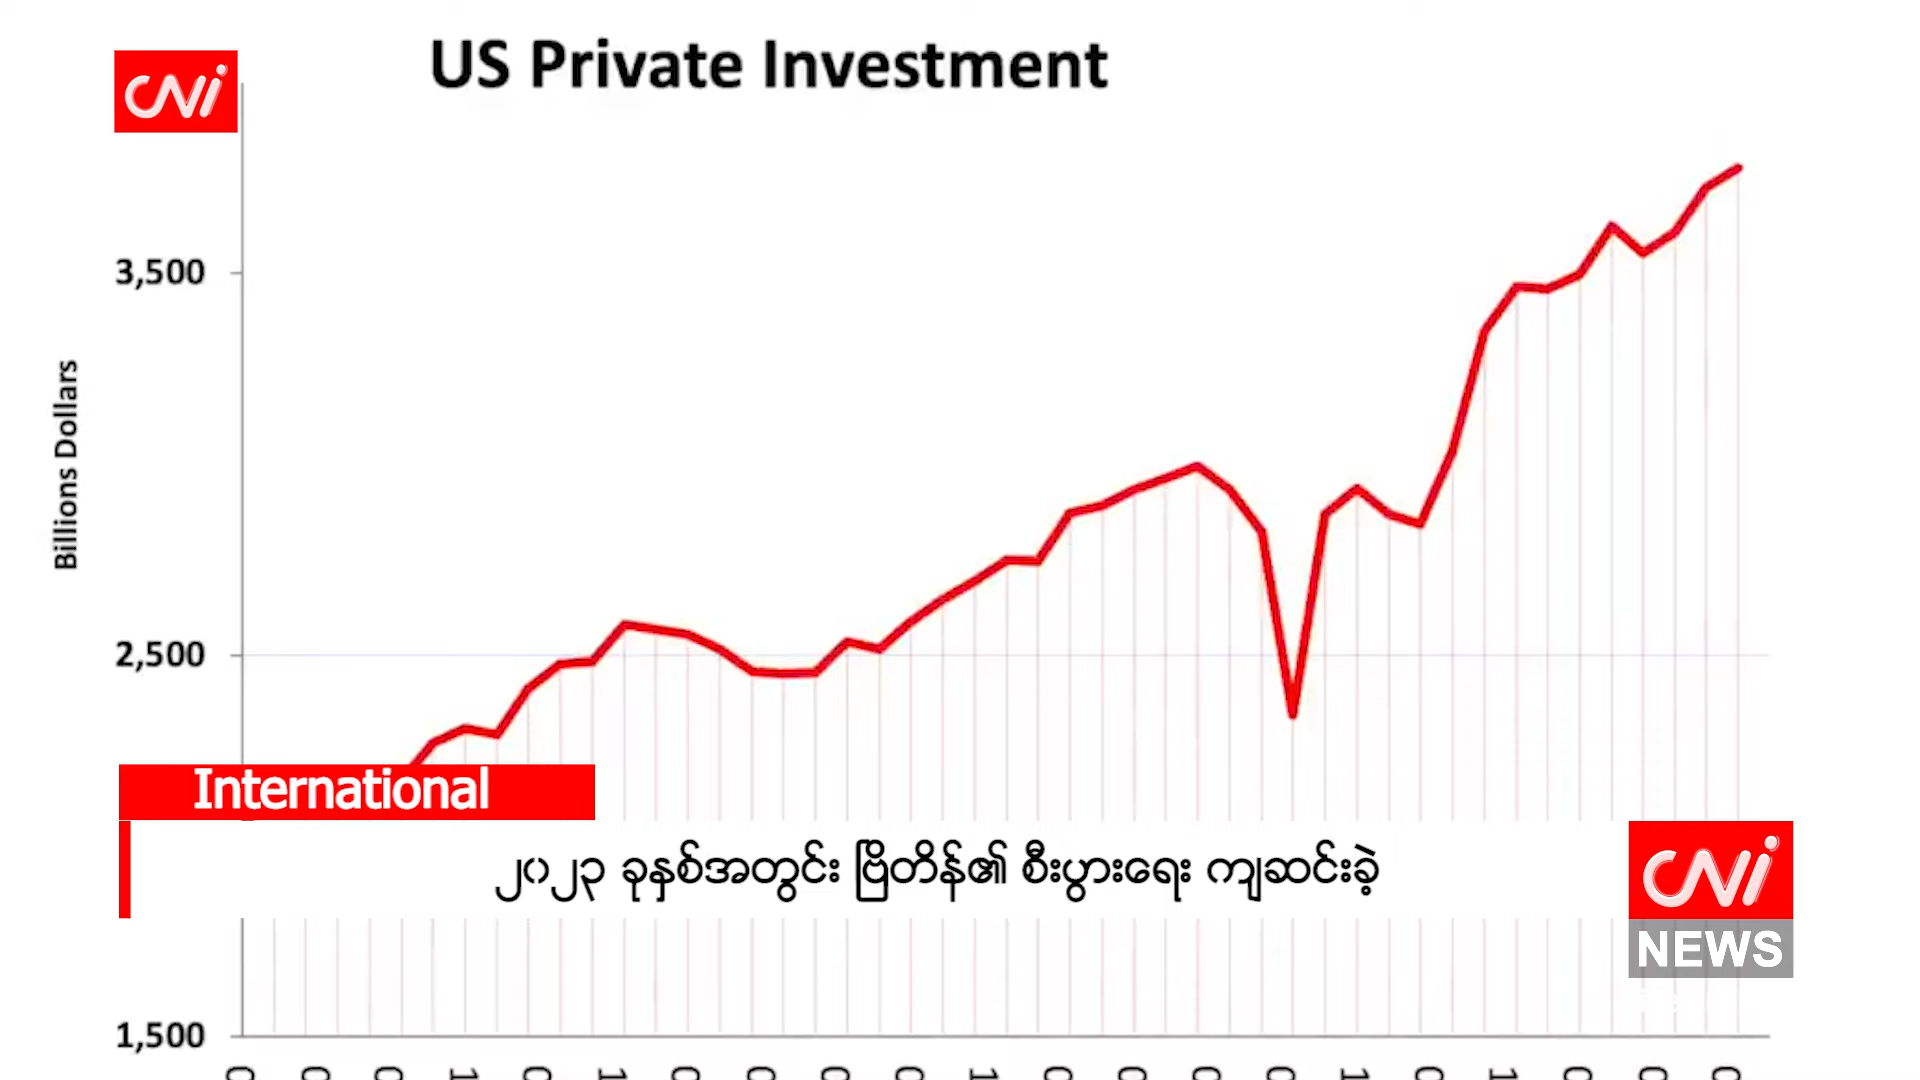 US Private Investment
CNi
3,500
Billions Dollars
2,500
International
၂၀၂၃ ခုနှစ်အတွင်း ဗြိတိန်၏ စီးပွားရေး ကျဆင်းခဲ့
CNi
NEWS
1,500